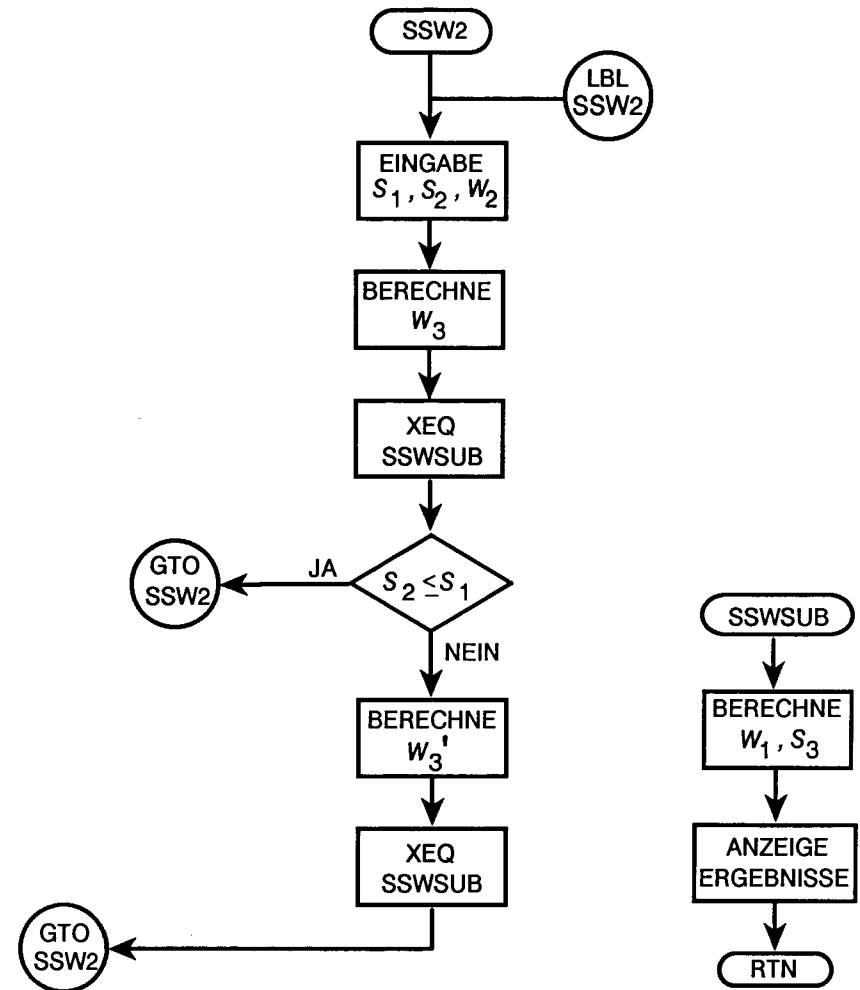 SSW2
LBL
SSW2
EINGABE
S₁, S₂, W₂
BERECHNE
W₃
XEQ
SSWSUB
S₂ ≤ S₁
JA
GTO
SSW2
NEIN
BERECHNE
W₃'
XEQ
SSWSUB
GTO
SSW2
SSWSUB
BERECHNE
W₁, S₃
ANZEIGE
ERGEBNISSE
RTN